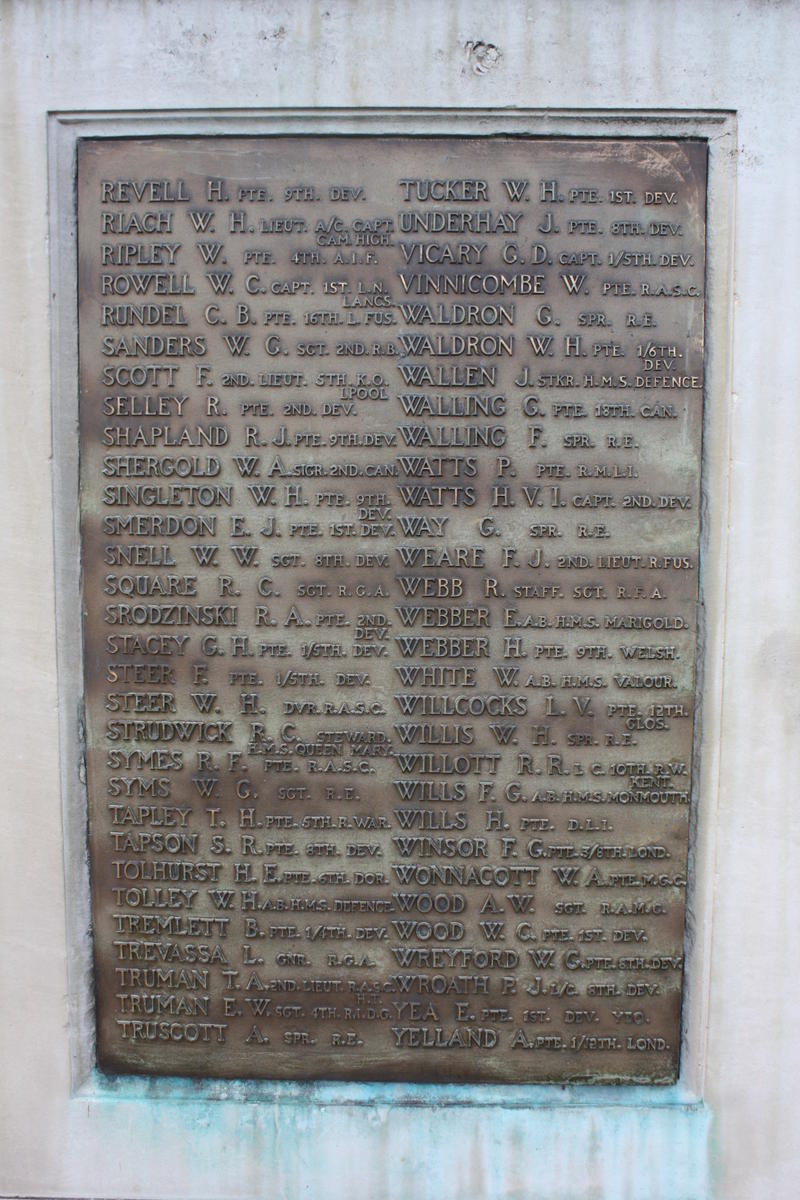 REVELL H. PTE. 9TH. DEV.
RIACH W. H. LIEUT. A/C. CAPT.
CAM.HIGH.
RIPLEY W. PTE. 4TH. A.I.F.
ROWELL W. C. CAPT. 1ST. L.N.
LANCS.
RUNDEL C. B. PTE. 16TH. L. FUS.
SANDERS W. G. SGT. 2ND. R.B.
SCOTT F. 2ND. LIEUT. 5TH. K.O.
LPOOL
SELLEY R. PTE. 2ND. DEV.
SHAPLAND R. J. PTE. 9TH. DEV.
SHERGOLD W. A. SIGR. 2ND. CAN.
SINGLETON W. H. PTE. 9TH.
DEV.
SMERDON E. J. PTE. 1ST. DEV.
SNELL W. W. SGT. 8TH. DEV.
SQUARE R. C. SGT. R.G.A.
SRODZINSKI R. A. PTE. 2ND.
DEV.
STACEY G. H. PTE. 1/5TH. DEV.
STEER F. PTE. 1/5TH. DEV.
STEER W. H. DVR. R.A.S.C.
STRUDWICK R. C. STEWARD.
H.M.S. QUEEN MARY.
SYMES R. F. PTE. R.A.S.C.
SYMS W. G. SGT. R.E.
TAPLEY T. H. PTE. 5TH. R. WAR.
TAPSON S. R. PTE. 8TH. DEV.
TOLHURST H. E. PTE. 6TH. DOR.
TOLLEY W. H. A.B. H.M.S. DEFENCE.
TREMLETT B. PTE. 1/4TH. DEV.
TREVASSA L. GNR. R.G.A.
TRUMAN T. A. 2ND. LIEUT. R.A.S.C.
H.T.
TRUMAN E. W. SGT. 4TH. R.I.D.G.
TRUSCOTT A. SPR. R.E.
TUCKER W. H. PTE. 1ST. DEV.
UNDERHAY J. PTE. 8TH. DEV.
VICARY G. D. CAPT. 1/5TH. DEV.
VINNICOMBE W. PTE. R.A.S.C.
WALDRON G. SPR. R.E.
WALDRON W. H. PTE. 1/6TH.
DEV.
WALLEN J. STKR. H.M.S. DEFENCE.
WALLING G. PTE. 18TH. CAN.
WALLING F. SPR. R.E.
WATTS P. PTE. R.M.L.I.
WATTS H. V. I. CAPT. 2ND. DEV.
WAY G. SPR. R.E.
WEARE F. J. 2ND. LIEUT. R. FUS.
WEBB R. STAFF. SGT. R.F.A.
WEBBER E. A.B. H.M.S. MARIGOLD.
WEBBER H. PTE. 9TH. WELSH.
WHITE W. A.B. H.M.S. VALOUR.
WILLCOCKS L. V. PTE. 12TH.
GLOS.
WILLIS W. H. SPR. R.E.
WILLOTT R. R. L C. 10TH. R.W.
KENT.
WILLS F. G. A.B. H.M.S. MONMOUTH.
WILLS H. PTE. D.L.I.
WINSOR F. G. PTE. 3/8TH. LOND.
WONNACOTT W. A. PTE. M.G.C.
WOOD A. W. SGT. R.A.M.C.
WOOD W. C. PTE. 1ST. DEV.
WREYFORD W. G. PTE. 8TH. DEV.
WROATH P. J. L/C. 8TH. DEV.
YEA E. PTE. 1ST. DEV. YEO.
YELLAND A. PTE. 1/12TH. LOND.